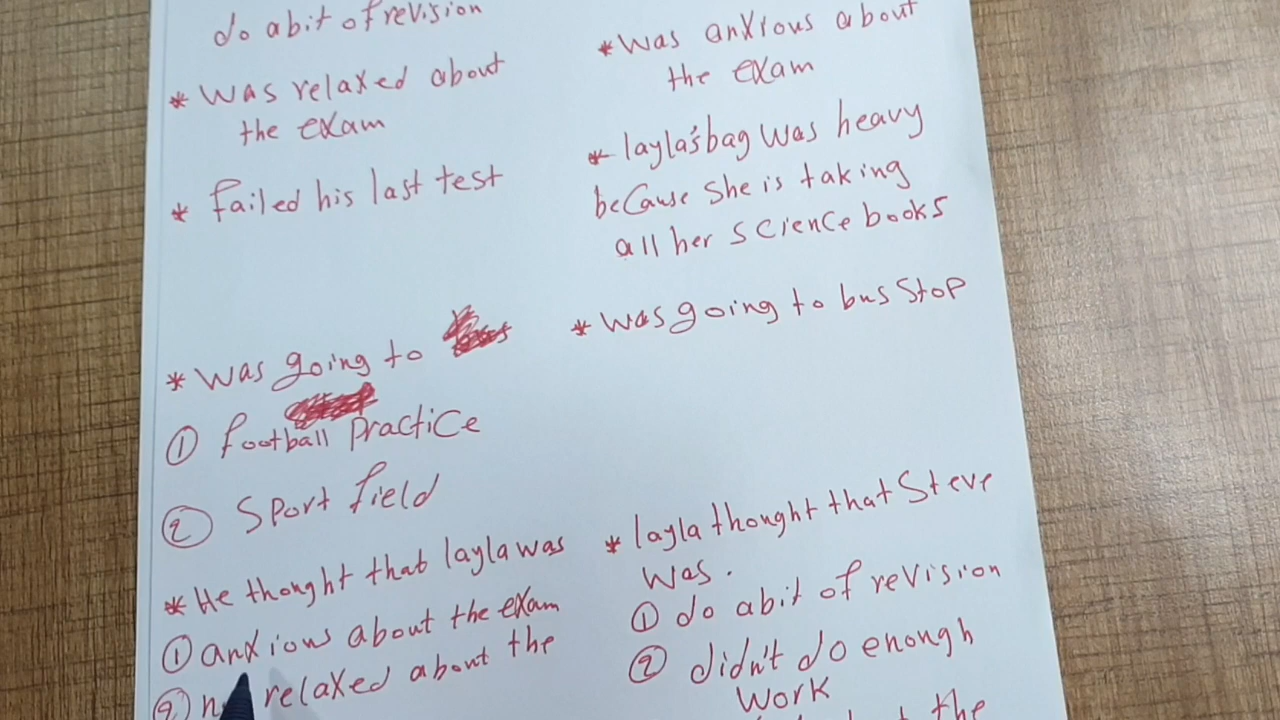 do a bit of revision
* Was relaxed about
the exam
* failed his last test
* Was going to
① football Practice
② Sport field
* He thought that layla was
① anxious about the exam
② relaxed about the
* Was anxious about
the exam
* layla's bag Was heavy
because She is taking
all her science books
* Was going to bus Stop
* layla thought that Steve
Was.
① do a bit of revision
② didn't do enough
Work
the